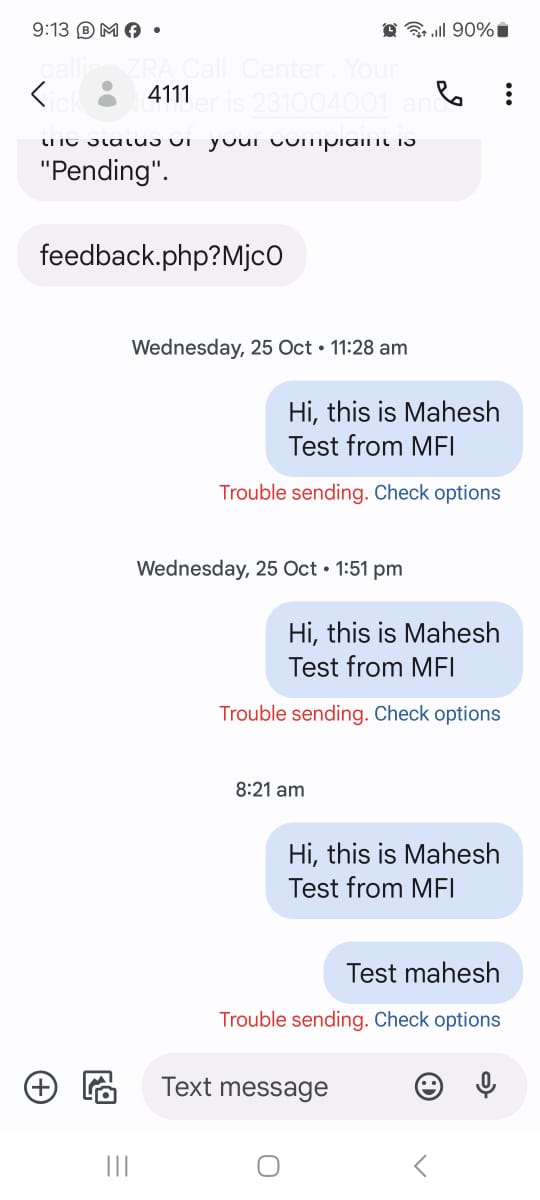 9:13
90%
calling ZRA Call Center . Your
4111
ticket number is 231004001 and
the status of your complaint is
"Pending".
feedback.php?Mjc0
Wednesday, 25 Oct • 11:28 am
Hi, this is Mahesh
Test from MFI
Trouble sending. Check options
Wednesday, 25 Oct • 1:51 pm
Hi, this is Mahesh
Test from MFI
Trouble sending. Check options
8:21 am
Hi, this is Mahesh
Test from MFI
Test mahesh
Trouble sending. Check options
Text message